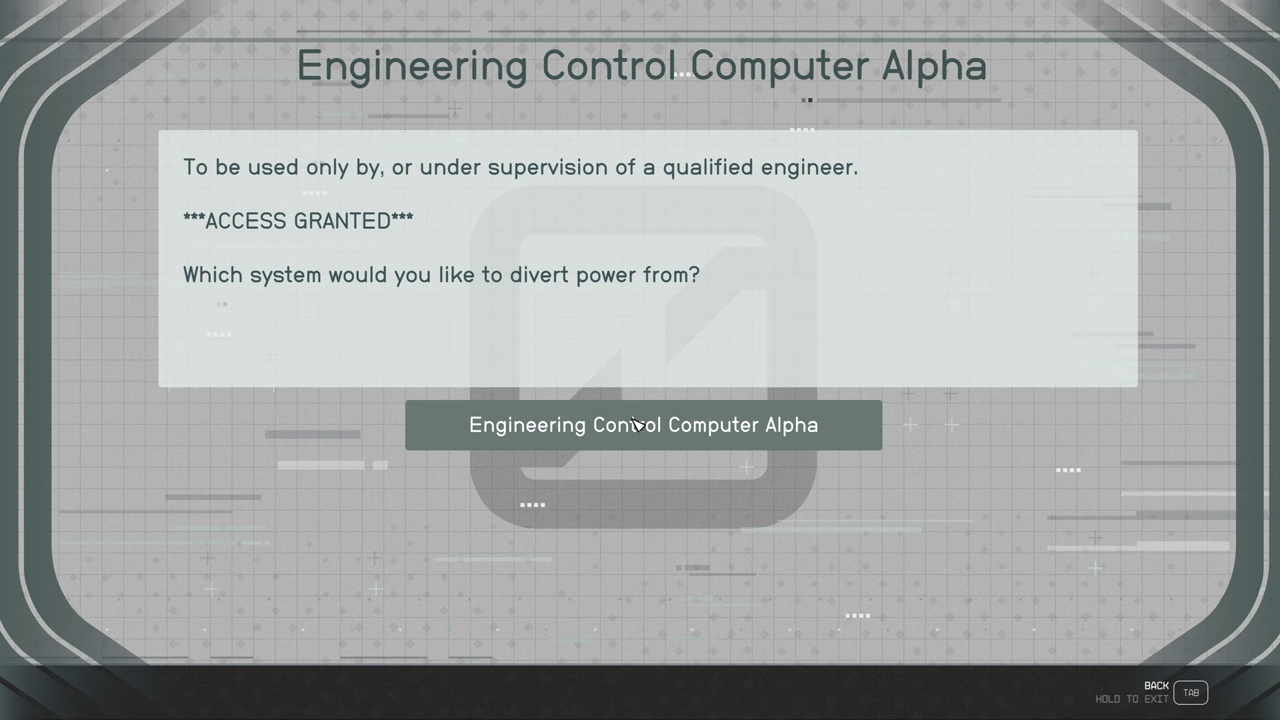 Engineering Control Computer Alpha
To be used only by, or under supervision of a qualified engineer.
***ACCESS GRANTED***
Which system would you like to divert power from?
Engineering Control Computer Alpha
BACK
HOLD TO EXIT TAB